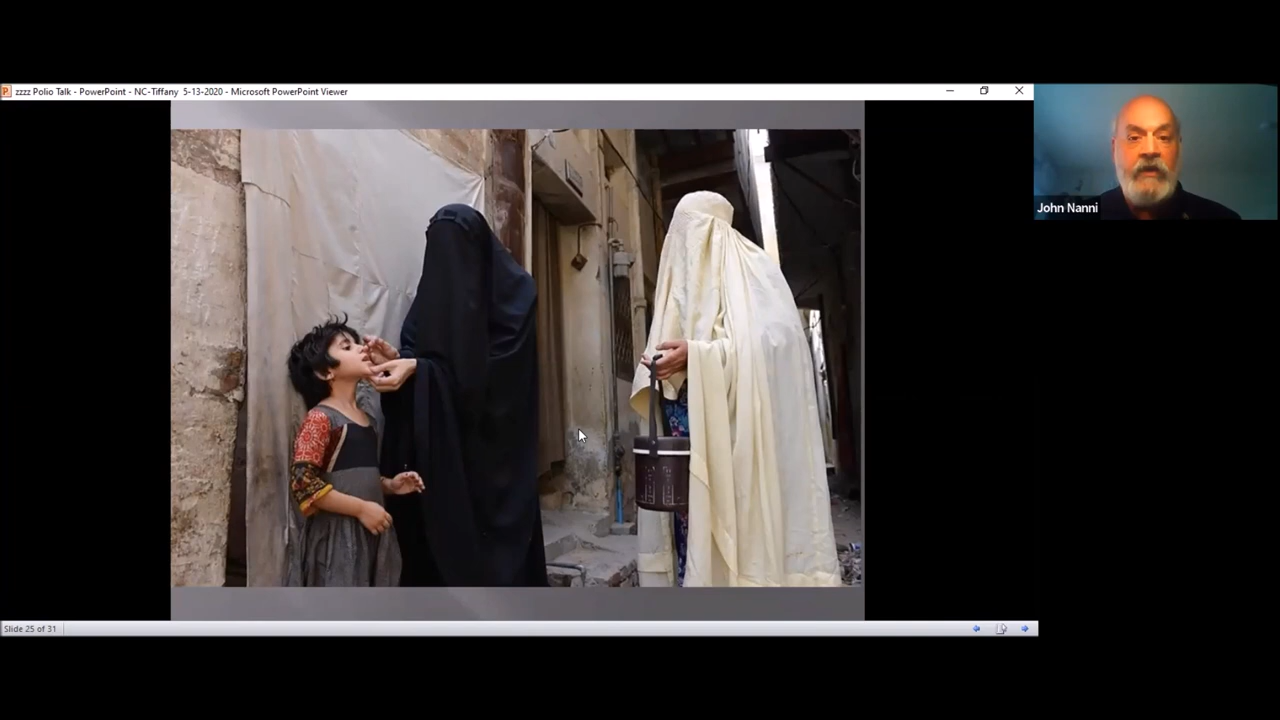 zzzz Polio Talk - PowerPoint - NC-Tiffany 5-13-2020 - Microsoft PowerPoint Viewer
John Nanni
Slide 25 of 31